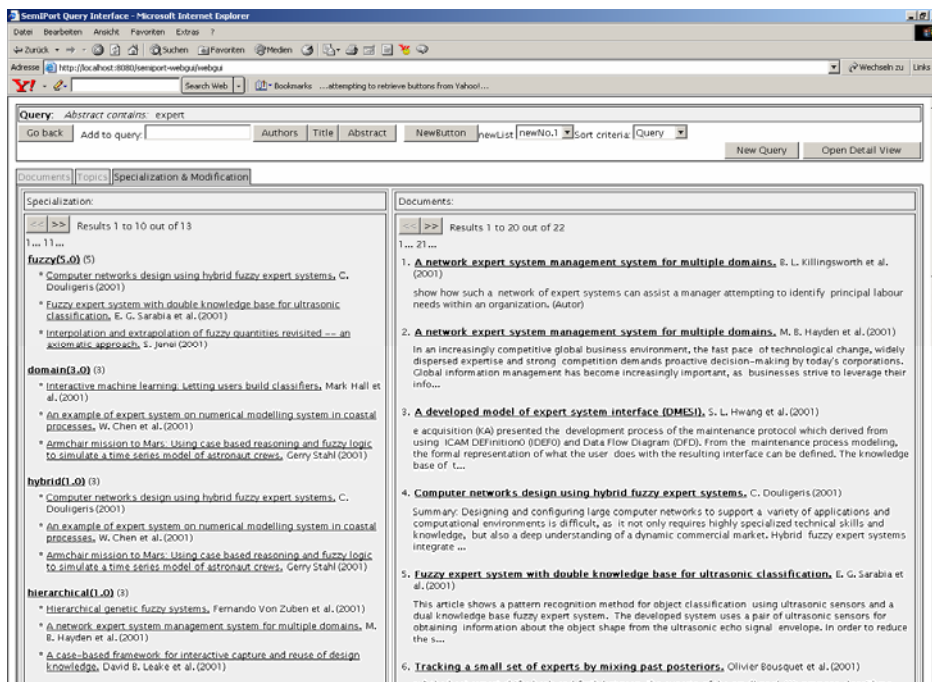 SemIPort Query Interface - Microsoft Internet Explorer
Datei Bearbeiten Ansicht Favoriten Extras ?
Zurück Suchen Favoriten Medien
Adresse http://localhost:8080/semiport-webgui/webgui Wechseln zu Links
Y! Search Web Bookmarks ...attempting to retrieve buttons from Yahoo!...
Query: Abstract contains: expert
Go back Add to query: Authors Title Abstract NewButton newList newNo.1 Sort criteria: Query
New Query Open Detail View
Documents Topics Specialization & Modification
Specialization:
<< >> Results 1 to 10 out of 13
1... 11...
fuzzy(5.0) (5)
* Computer networks design using hybrid fuzzy expert systems, C.
Douligeris (2001)
* Fuzzy expert system with double knowledge base for ultrasonic
classification, E. G. Sarabia et al. (2001)
* Interpolation and extrapolation of fuzzy quantities revisited -- an
axiomatic approach, S. Jenei (2001)
domain(3.0) (3)
* Interactive machine learning: Letting users build classifiers, Mark Hall et
al. (2001)
* An example of expert system on numerical modelling system in coastal
processes, W. Chen et al. (2001)
* Armchair mission to Mars: Using case based reasoning and fuzzy logic
to simulate a time series model of astronaut crews, Gerry Stahl (2001)
hybrid(1.0) (3)
* Computer networks design using hybrid fuzzy expert systems, C.
Douligeris (2001)
* An example of expert system on numerical modelling system in coastal
processes, W. Chen et al. (2001)
* Armchair mission to Mars: Using case based reasoning and fuzzy logic
to simulate a time series model of astronaut crews, Gerry Stahl (2001)
hierarchical(1.0) (3)
* Hierarchical genetic fuzzy systems, Fernando Von Zuben et al. (2001)
* A network expert system management system for multiple domains, M.
B. Hayden et al. (2001)
* A case-based framework for interactive capture and reuse of design
knowledge, David B. Leake et al. (2001)
Documents:
<< >> Results 1 to 20 out of 22
1... 21...
1. A network expert system management system for multiple domains, B. L. Killingsworth et al.
(2001)
show how such a network of expert systems can assist a manager attempting to identify principal labour
needs within an organization. (Autor)
2. A network expert system management system for multiple domains, M. B. Hayden et al. (2001)
In an increasingly competitive global business environment, the fast pace of technological change, widely
dispersed expertise and strong competition demands proactive decision-making by today's corporations.
Global information management has become increasingly important, as businesses strive to leverage their
info...
3. A developed model of expert system interface (DMESI), S. L. Hwang et al. (2001)
e acquisition (KA) presented the development process of the maintenance protocol which derived from
using ICAM DEFinition0 (IDEF0) and Data Flow Diagram (DFD). From the maintenance process modeling,
the formal representation of what the user does with the resulting interface can be defined. The knowledge
base of t...
4. Computer networks design using hybrid fuzzy expert systems, C. Douligeris (2001)
Summary: Designing and configuring large computer networks to support a variety of applications and
computational environments is difficult, as it not only requires highly specialized technical skills and
knowledge, but also a deep understanding of a dynamic commercial market. Hybrid fuzzy expert systems
integrate ...
5. Fuzzy expert system with double knowledge base for ultrasonic classification, E. G. Sarabia et
al. (2001)
This article shows a pattern recognition method for object classification using ultrasonic sensors and a
dual knowledge base fuzzy expert system. The developed system uses a pair of ultrasonic sensors for
obtaining information about the object shape from the ultrasonic echo signal envelope. In order to reduce
the s...
6. Tracking a small set of experts by mixing past posteriors, Olivier Bousquet et al. (2001)